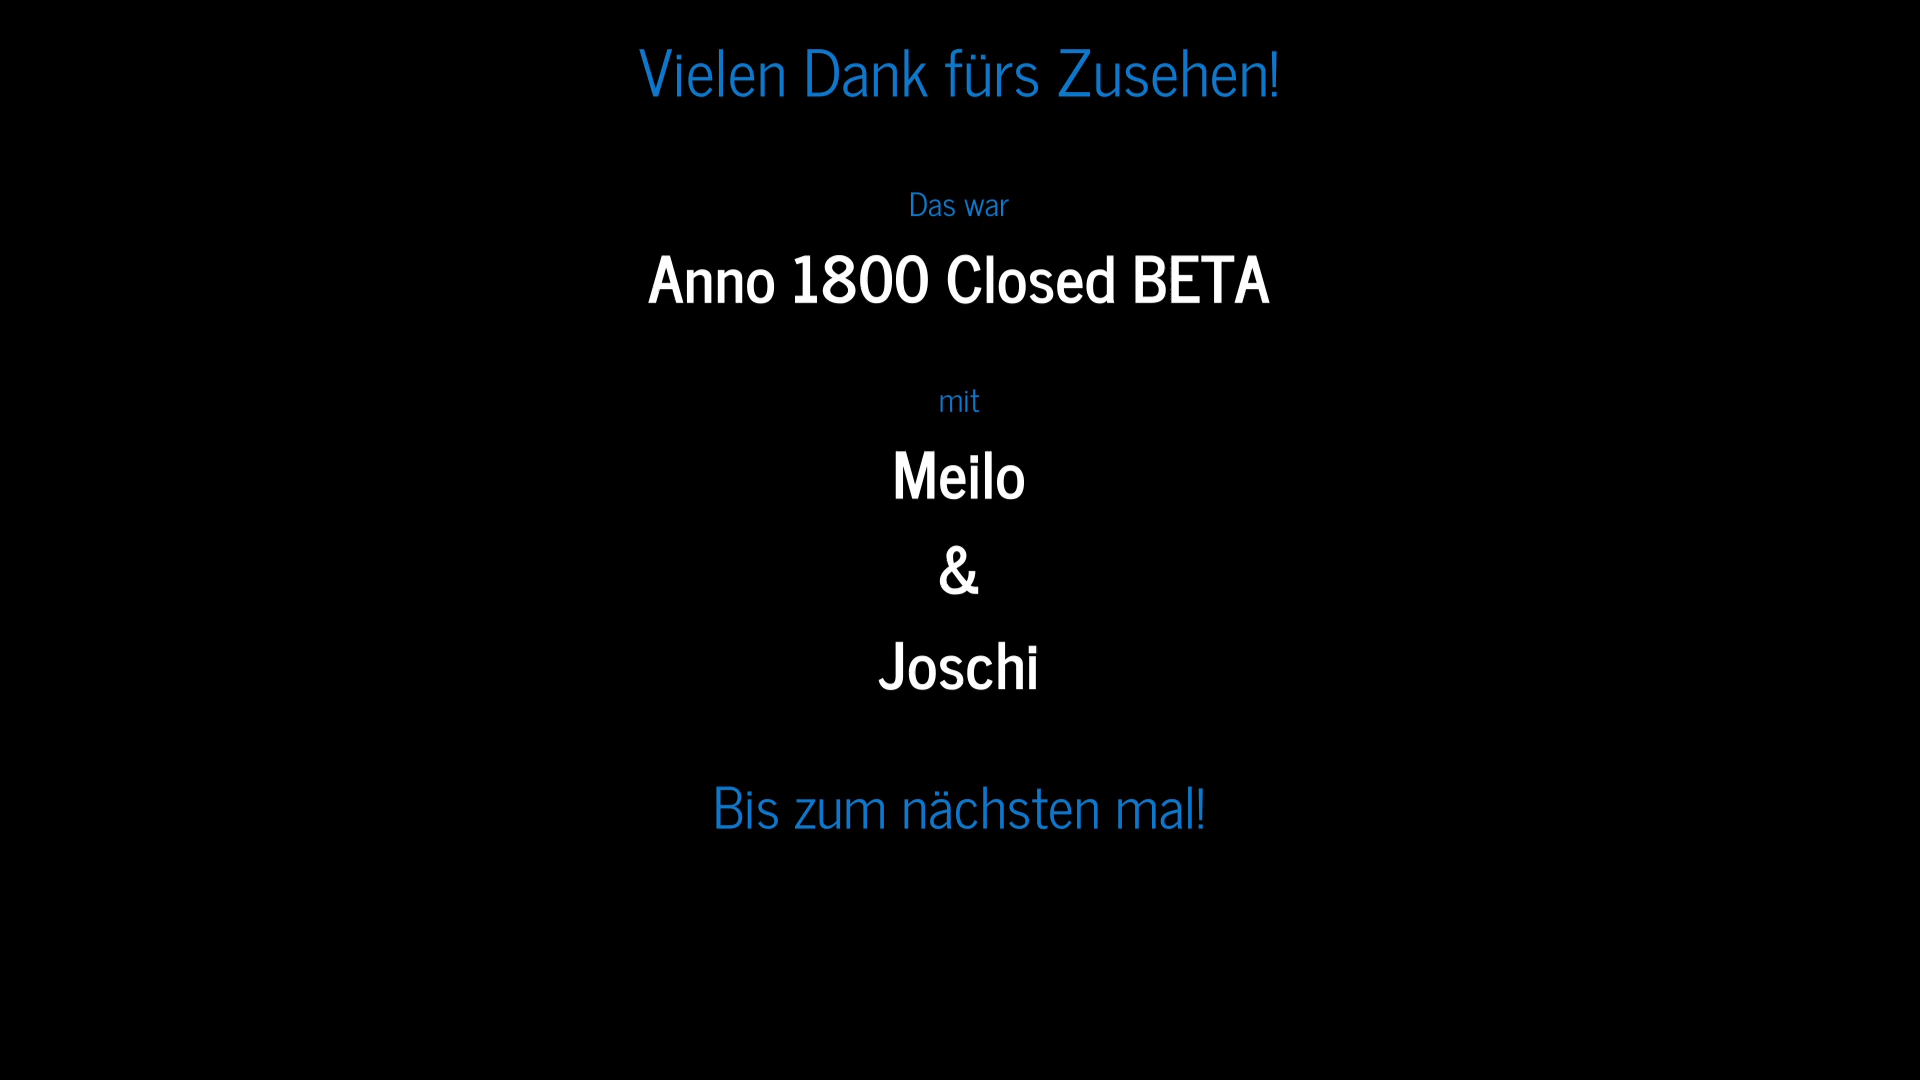 Vielen Dank fürs Zusehen!
Das war
Anno 1800 Closed BETA
mit
Meilo
&
Joschi
Bis zum nächsten mal!